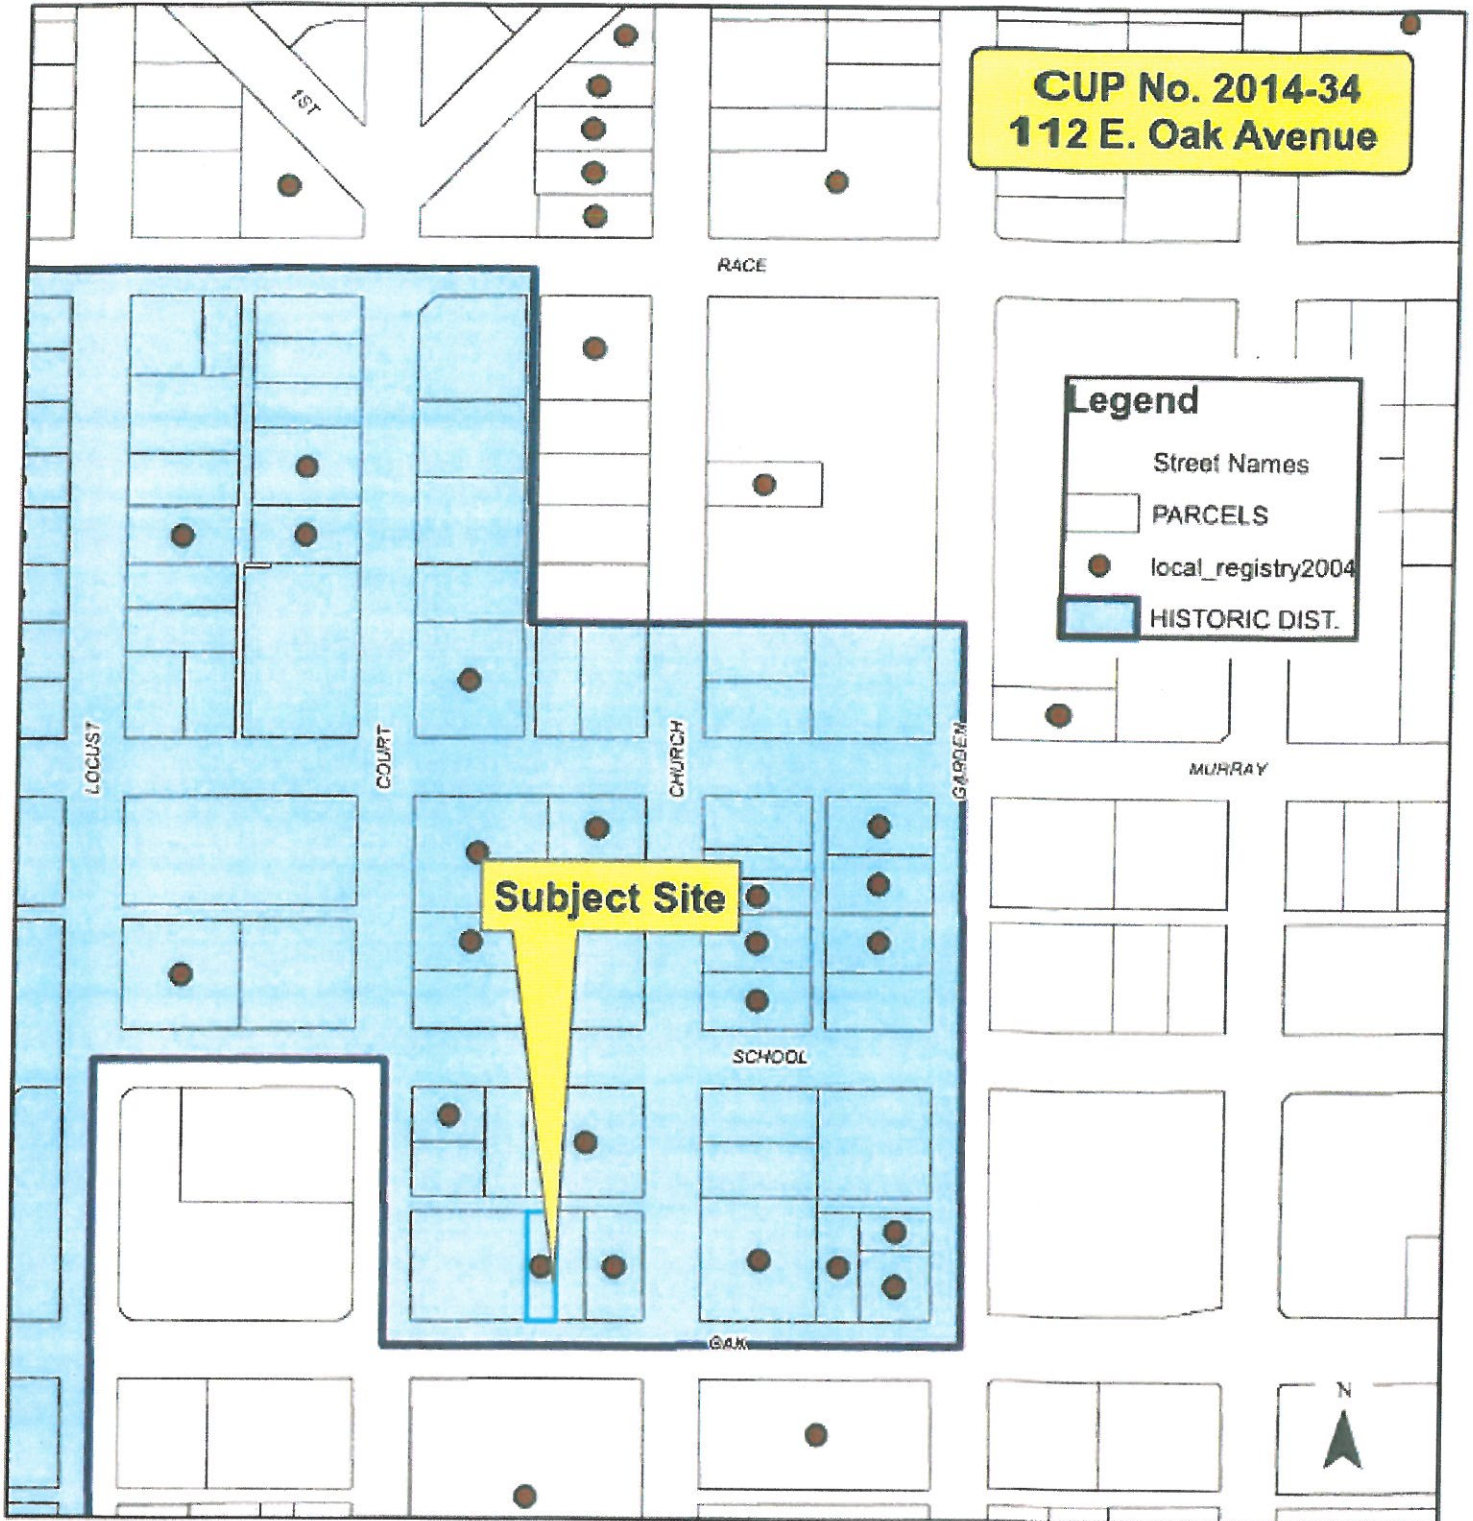 1ST
CUP No. 2014-34
112 E. Oak Avenue
RACE
Legend
Street Names
PARCELS
local_registry2004
HISTORIC DIST.
LOCUST
COURT
CHURCH
GARDEN
MURRAY
Subject Site
SCHOOL
OAK
N